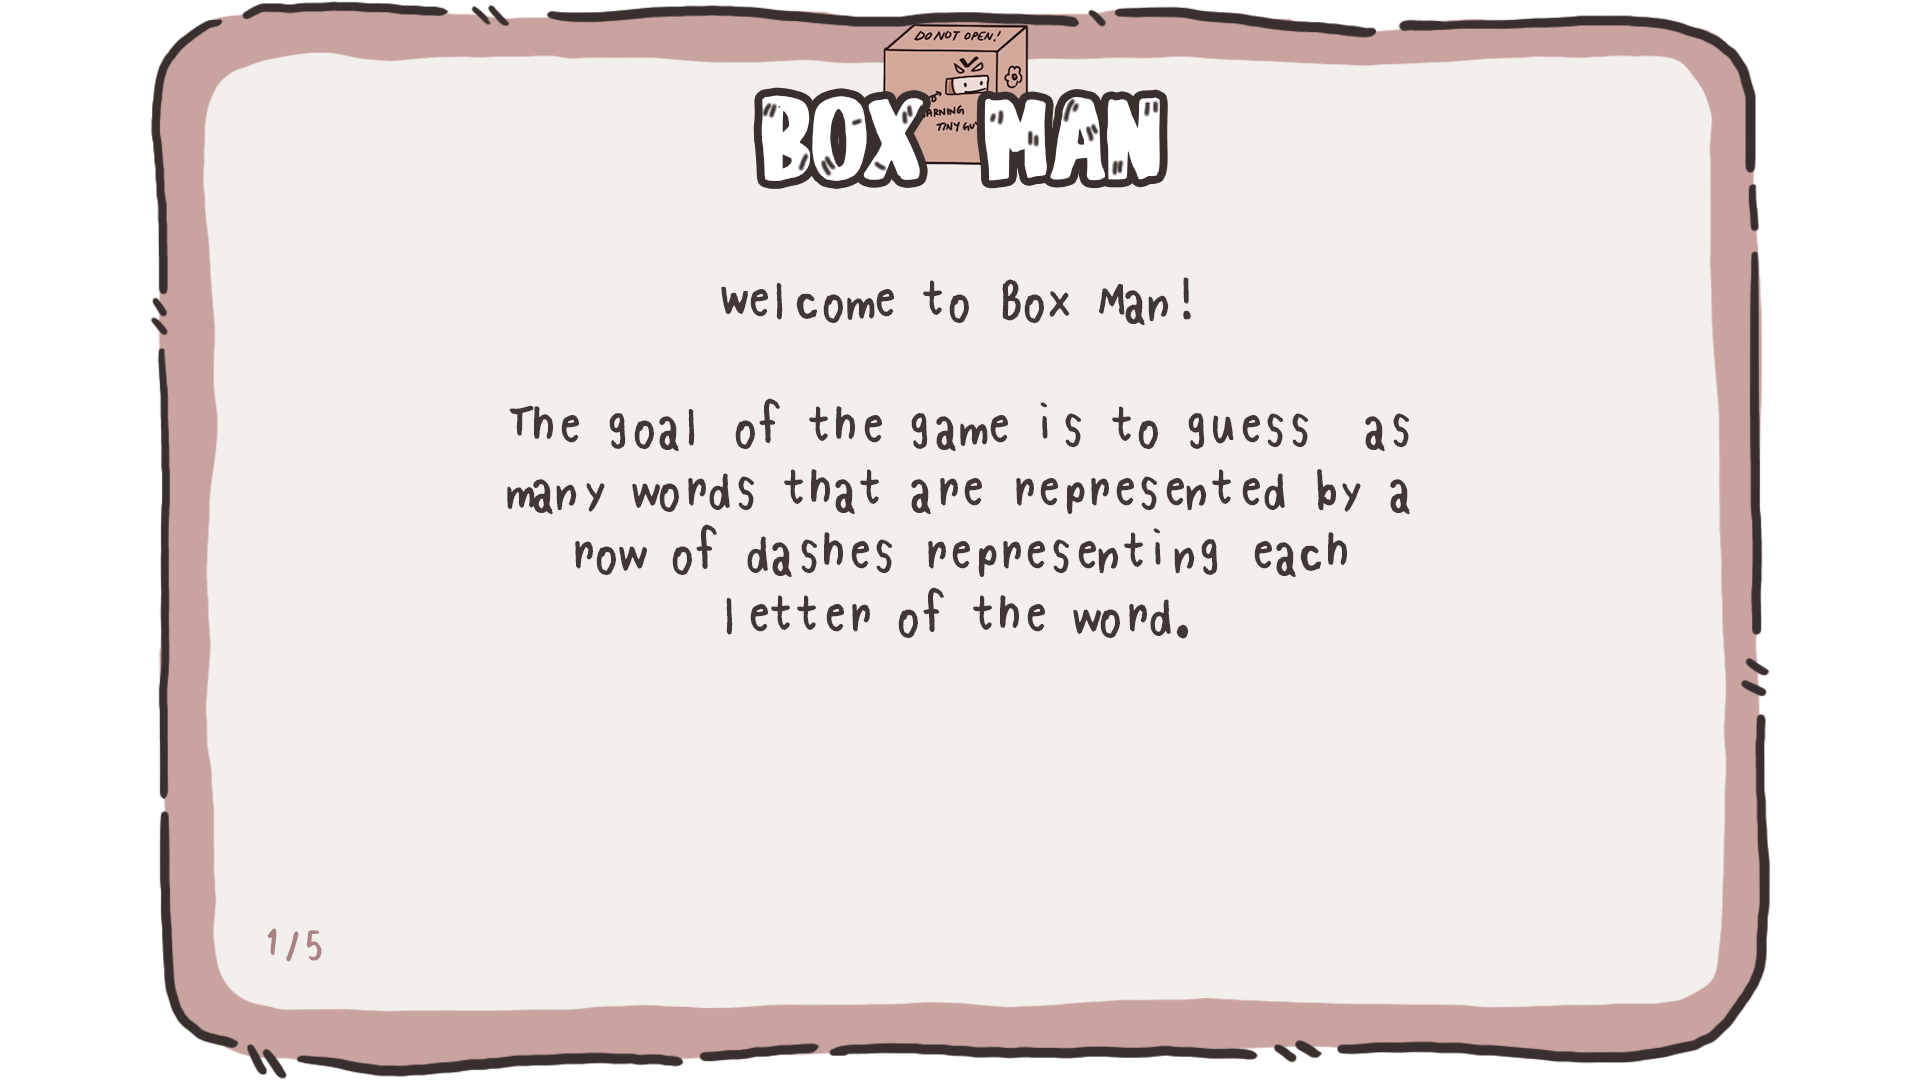 DO NOT OPEN!
BOX MAN
TINY
welcome to Box Man!
The goal of the game is to guess as
many words that are represented by a
row of dashes representing each
letter of the word.
1/5